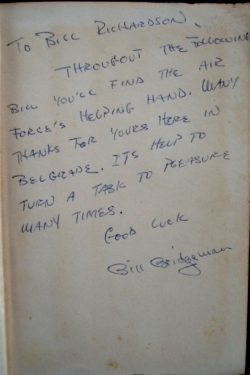 TO BILL RICHARDSON.
THROUGOUT THE FOLLOWING
BILL YOU'LL FIND THE AIR
FORCE'S HELPING HAND. MANY
THANKS FOR YOURS HERE IN
BELGRADE. ITS HELP TO
TURN A TASK TO PLEASURE
MANY TIMES.
GOOD LUCK
Bill Bridgeman